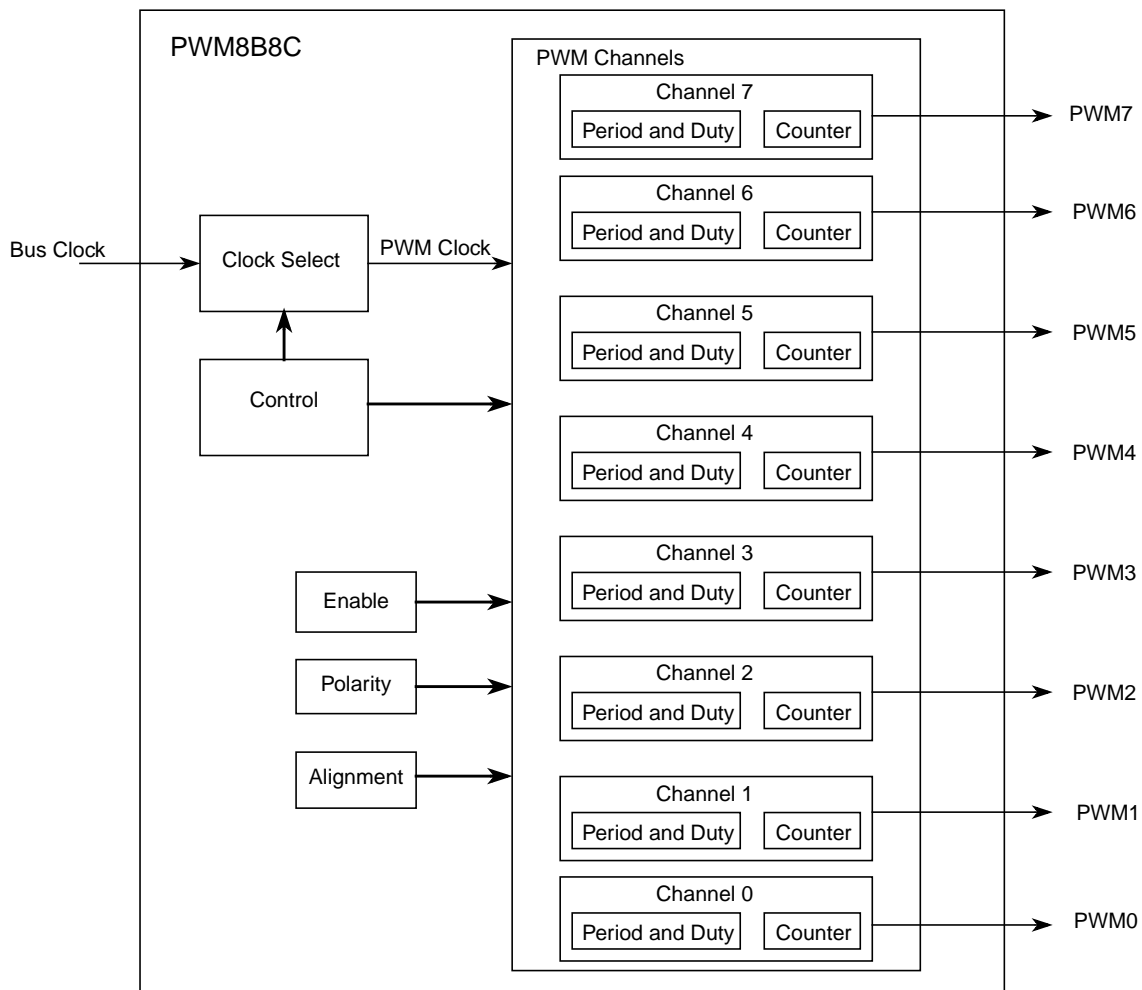 PWM8B8C
PWM Channels
Channel 7
Period and Duty
Counter
PWM7
Channel 6
Period and Duty
Counter
PWM6
Bus Clock
Clock Select
PWM Clock
Channel 5
Period and Duty
Counter
PWM5
Control
Channel 4
Period and Duty
Counter
PWM4
Channel 3
Period and Duty
Counter
PWM3
Enable
Polarity
Channel 2
Period and Duty
Counter
PWM2
Alignment
Channel 1
Period and Duty
Counter
PWM1
Channel 0
Period and Duty
Counter
PWM0